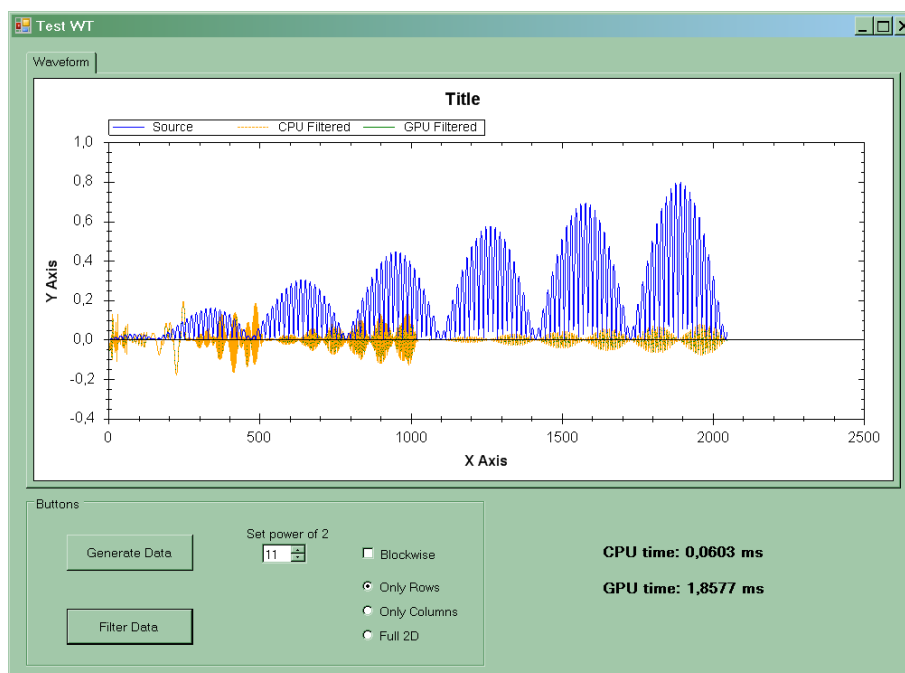 Test WT
Waveform
Title
Source CPU Filtered GPU Filtered
1,0
0,8
0,6
0,4
0,2
0,0
-0,2
-0,4
Y Axis
0 500 1000 1500 2000 2500
X Axis
Buttons
Generate Data
Filter Data
Set power of 2
11
Blockwise
Only Rows
Only Columns
Full 2D
CPU time: 0,0603 ms
GPU time: 1,8577 ms